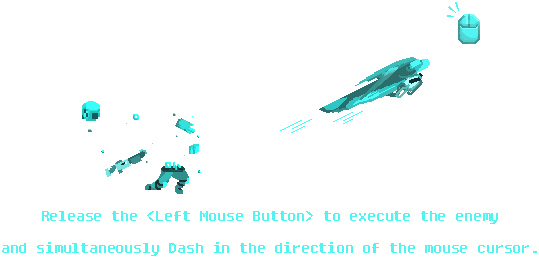 Release the <Left Mouse Button> to execute the enemy
and simultaneously Dash in the direction of the mouse cursor.